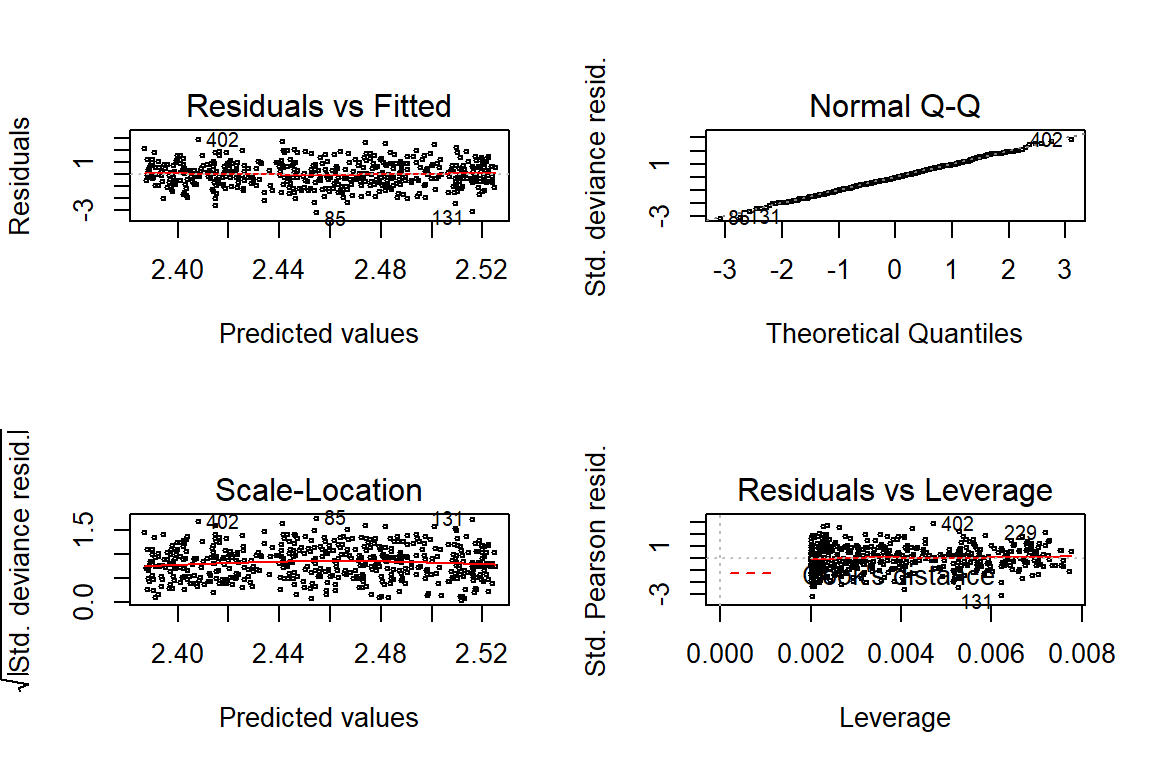 Residuals vs Fitted
Residuals
1
-3
402
85
131
2.40 2.44 2.48 2.52
Predicted values
Normal Q-Q
Std. deviance resid.
1
-3
402
85131
-3 -2 -1 0 1 2 3
Theoretical Quantiles
Scale-Location
√|Std. deviance resid.|
1.5
0.0
402
85
131
2.40 2.44 2.48 2.52
Predicted values
Residuals vs Leverage
Std. Pearson resid.
1
-3
402
229
Cook's distance
131
0.000 0.002 0.004 0.006 0.008
Leverage